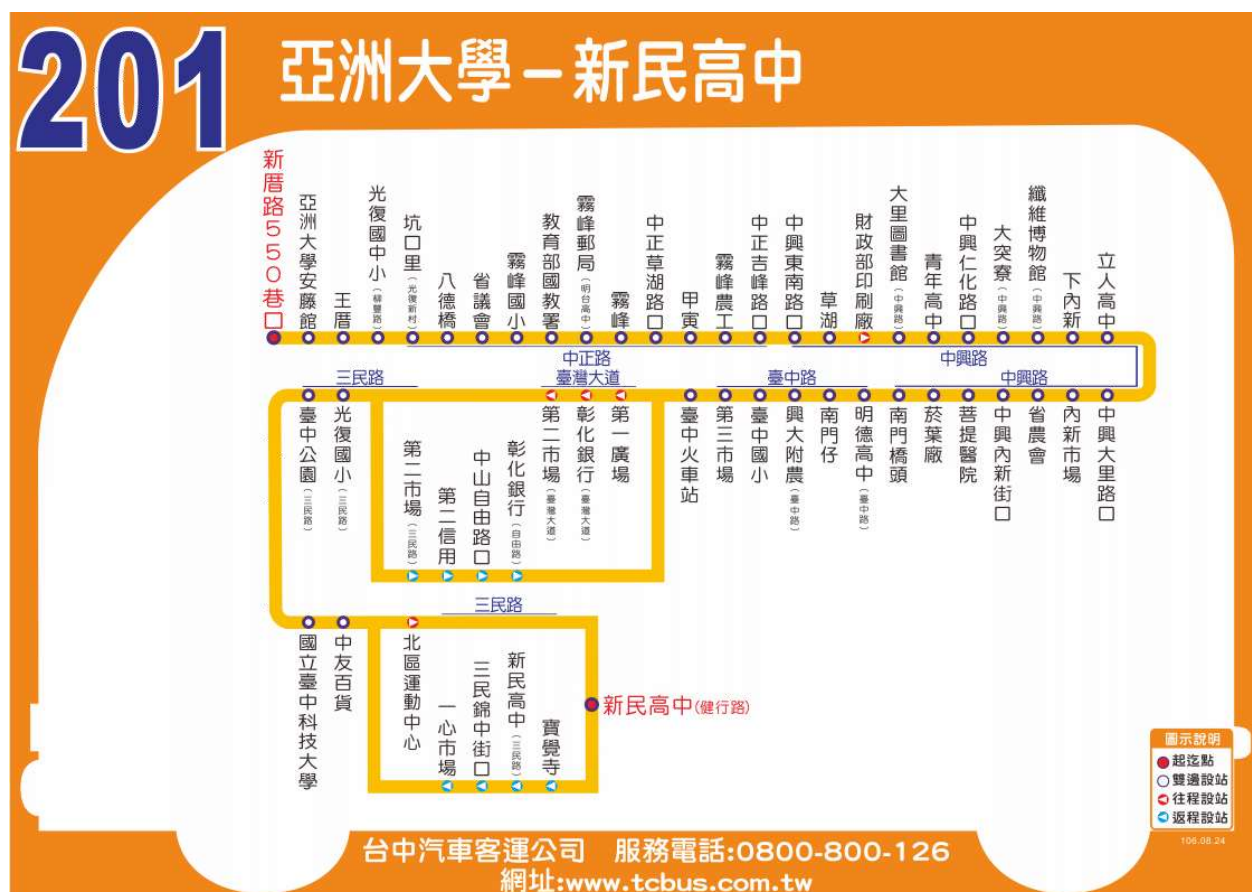 201
亞洲大學－新民高中
新厝路550巷口
亞洲大學安藤館
王厝
光復國中小(柳豐路)
坑口里(光復新村)
八德橋
省議會
霧峰國小
教育部國教署
霧峰郵局(明台高中)
霧峰
中正草湖路口
甲寅
霧峰農工
中正吉峰路口
中興東南路口
草湖
財政部印刷廠
大里圖書館(中興路)
青年高中
中興仁化路口
大突寮(中興路)
纖維博物館(中興路)
下內新
立人高中
中正路
中興路
三民路
臺灣大道
臺中路
中興路
臺中公園(三民路)
光復國小(三民路)
第二市場(三民路)
第二信用
中山自由路口
彰化銀行(自由路)
第二市場(臺灣大道)
彰化銀行(臺灣大道)
第一廣場
臺中火車站
第三市場
臺中國小
興大附農(臺中路)
南門仔
明德高中(臺中路)
南門橋頭
菸葉廠
菩提醫院
中興內新街口
省農會
內新市場
中興大里路口
三民路
國立臺中科技大學
中友百貨
北區運動中心
一心市場
三民錦中街口
新民高中(三民路)
寶覺寺
新民高中(健行路)
圖示說明
起迄點
雙邊設站
往程設站
返程設站
106.08.24
台中汽車客運公司 服務電話:0800-800-126
網址:www.tcbus.com.tw